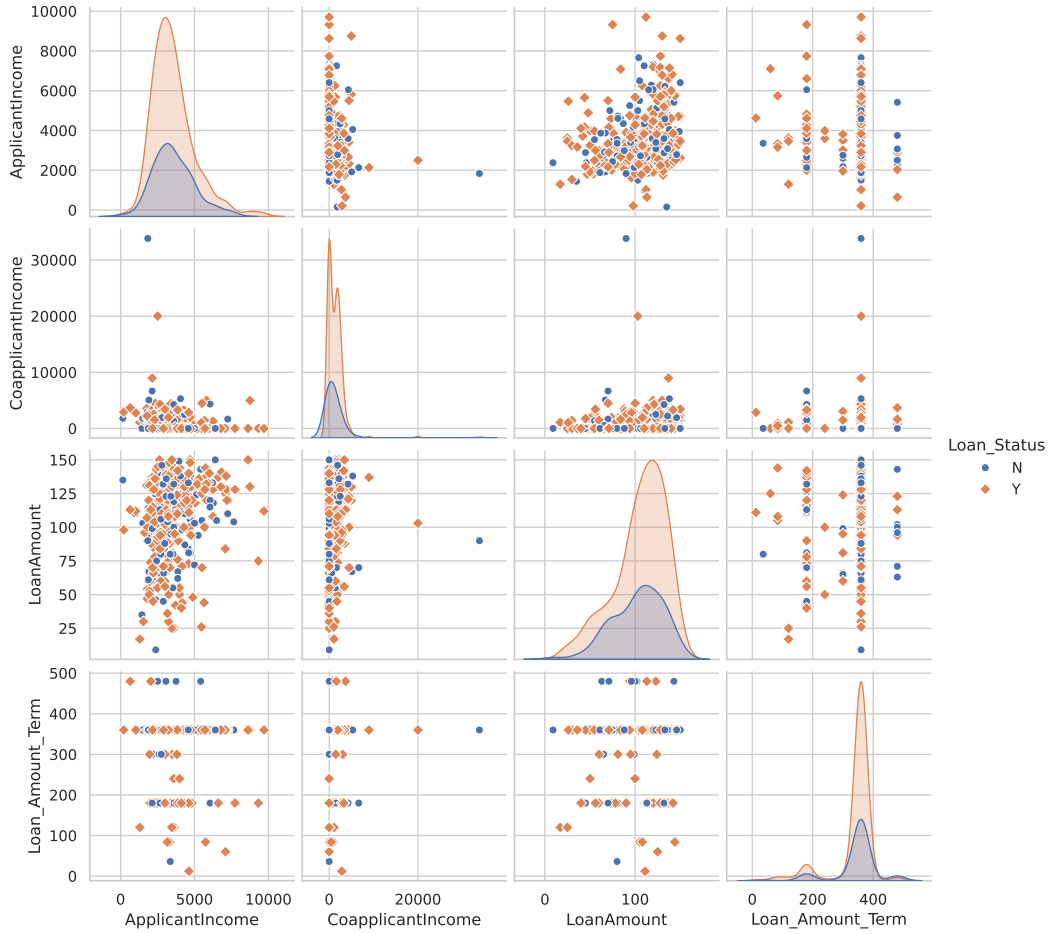 10000
8000
6000
4000
2000
0
ApplicantIncome
30000
20000
10000
0
CoapplicantIncome
150
125
100
75
50
25
LoanAmount
500
400
300
200
100
0
Loan_Amount_Term
0 5000 10000
ApplicantIncome
0 20000
CoapplicantIncome
0 100
LoanAmount
0 200 400
Loan_Amount_Term
Loan_Status
N
Y